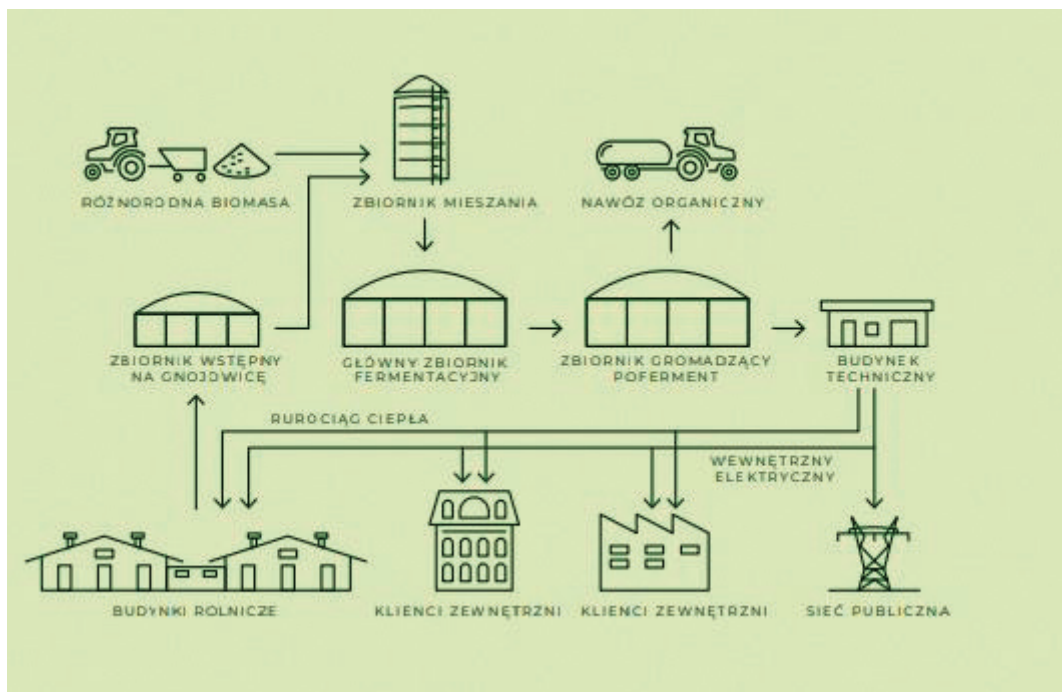 RÓŻNORODNA BIOMASA
ZBIORNIK MIESZANIA
NAWÓZ ORGANICZNY
ZBIORNIK WSTĘPNY
NA GNOJOWICĘ
GŁÓWNY ZBIORNIK
FERMENTACYJNY
ZBIORNIK GROMADZĄCY
POFERMENT
BUDYNEK
TECHNICZNY
RUROCIĄG CIEPŁA
WEWNĘTRZNY
ELEKTRYCZNY
BUDYNKI ROLNICZE
KLIENCI ZEWNĘTRZNI
KLIENCI ZEWNĘTRZNI
SIEĆ PUBLICZNA